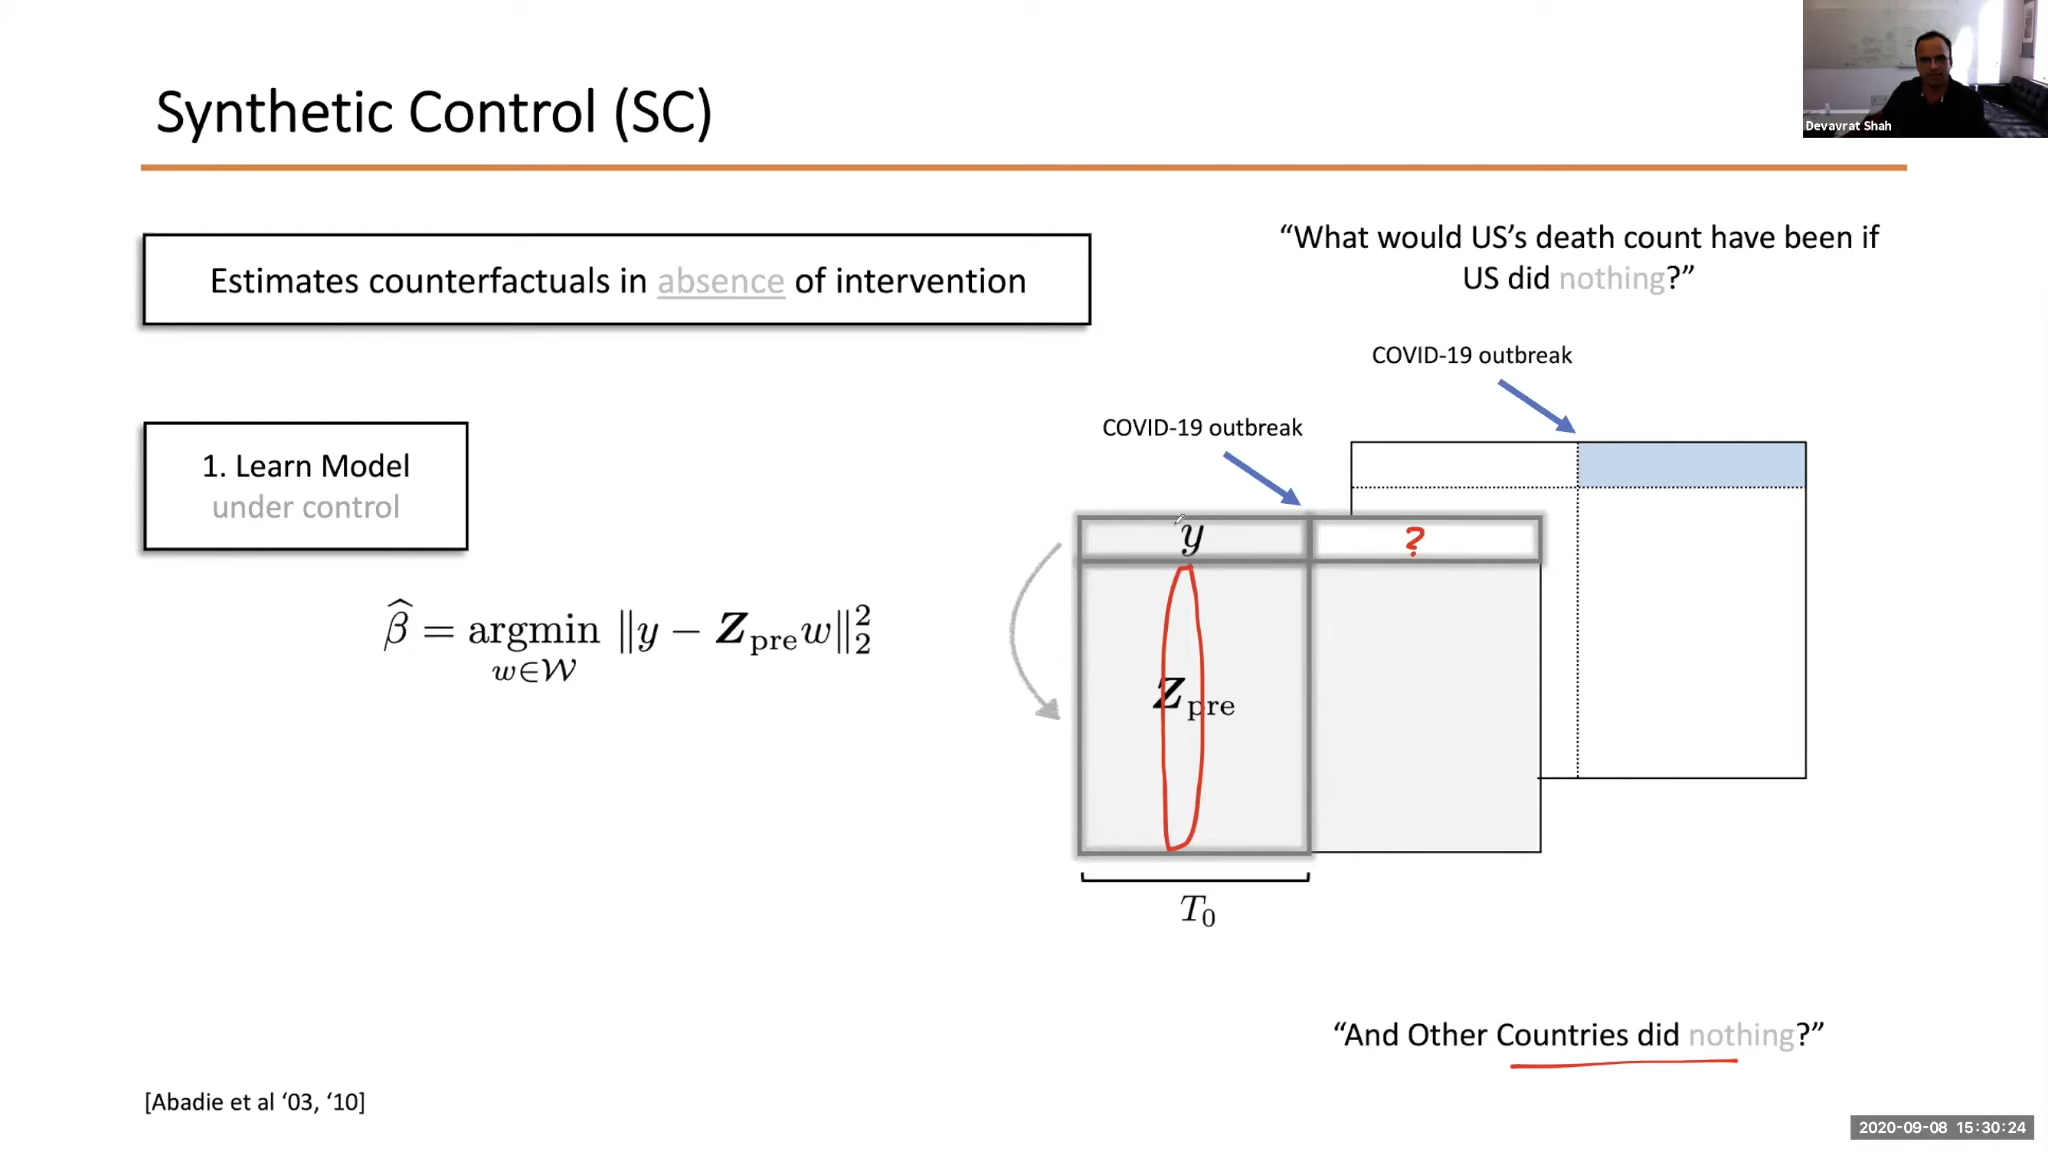 Devavrat Shah
Synthetic Control (SC)
Estimates counterfactuals in absence of intervention
“What would US’s death count have been if
US did nothing?”
COVID-19 outbreak
COVID-19 outbreak
1. Learn Model
under control
y
?
β̂ = argmin ‖y − Z_pre w‖₂²
w∈𝒲
Z_pre
T₀
“And Other Countries did nothing?”
[Abadie et al ‘03, ‘10]
2020-09-08 15:30:24